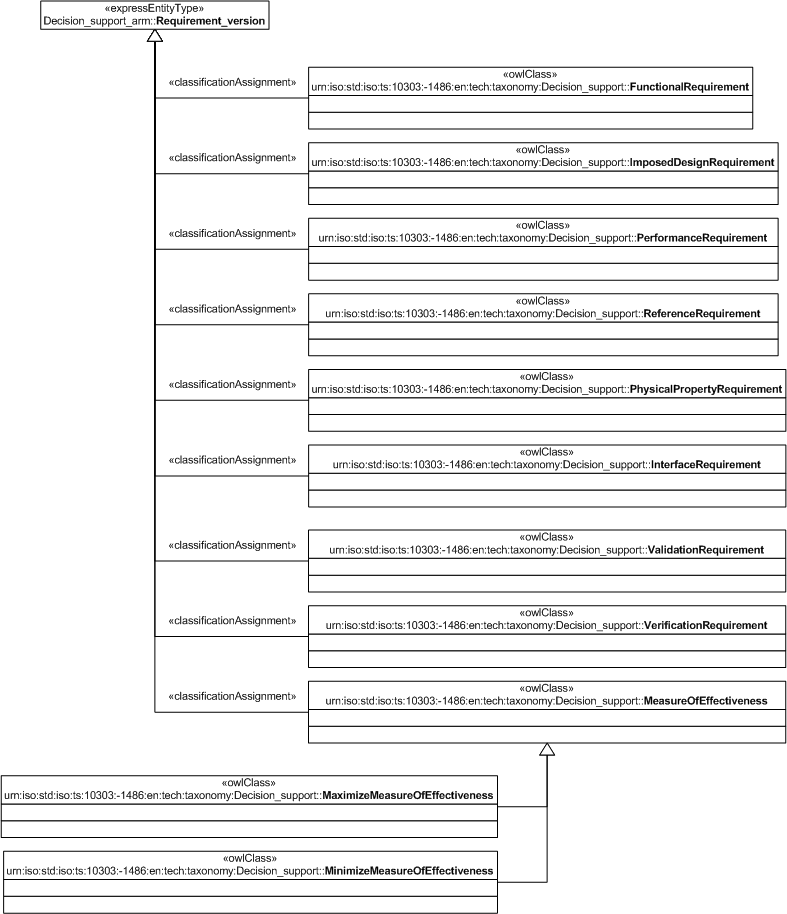 «expressEntityType»
Decision_support_arm::Requirement_version
«owlClass»
«classificationAssignment»
urn:iso:std:iso:ts:10303:-1486:en:tech:taxonomy:Decision_support::FunctionalRequirement
«owlClass»
«classificationAssignment»
urn:iso:std:iso:ts:10303:-1486:en:tech:taxonomy:Decision_support::ImposedDesignRequirement
«owlClass»
«classificationAssignment»
urn:iso:std:iso:ts:10303:-1486:en:tech:taxonomy:Decision_support::PerformanceRequirement
«owlClass»
«classificationAssignment»
urn:iso:std:iso:ts:10303:-1486:en:tech:taxonomy:Decision_support::ReferenceRequirement
«owlClass»
«classificationAssignment»
urn:iso:std:iso:ts:10303:-1486:en:tech:taxonomy:Decision_support::PhysicalPropertyRequirement
«owlClass»
«classificationAssignment»
urn:iso:std:iso:ts:10303:-1486:en:tech:taxonomy:Decision_support::InterfaceRequirement
«owlClass»
«classificationAssignment»
urn:iso:std:iso:ts:10303:-1486:en:tech:taxonomy:Decision_support::ValidationRequirement
«owlClass»
«classificationAssignment»
urn:iso:std:iso:ts:10303:-1486:en:tech:taxonomy:Decision_support::VerificationRequirement
«owlClass»
«classificationAssignment»
urn:iso:std:iso:ts:10303:-1486:en:tech:taxonomy:Decision_support::MeasureOfEffectiveness
«owlClass»
urn:iso:std:iso:ts:10303:-1486:en:tech:taxonomy:Decision_support::MaximizeMeasureOfEffectiveness
«owlClass»
urn:iso:std:iso:ts:10303:-1486:en:tech:taxonomy:Decision_support::MinimizeMeasureOfEffectiveness